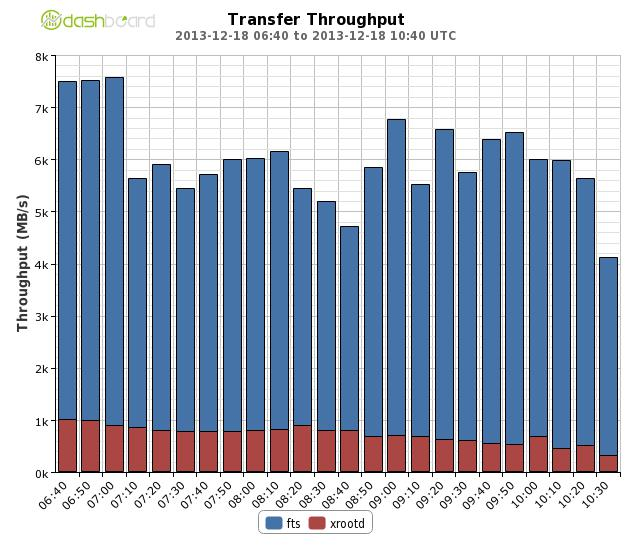 dashboard
Transfer Throughput
2013-12-18 06:40 to 2013-12-18 10:40 UTC
Throughput (MB/s)
8k
7k
6k
5k
4k
3k
2k
1k
0k
06:40 06:50 07:00 07:10 07:20 07:30 07:40 07:50 08:00 08:10 08:20 08:30 08:40 08:50 09:00 09:10 09:20 09:30 09:40 09:50 10:00 10:10 10:20 10:30
fts xrootd